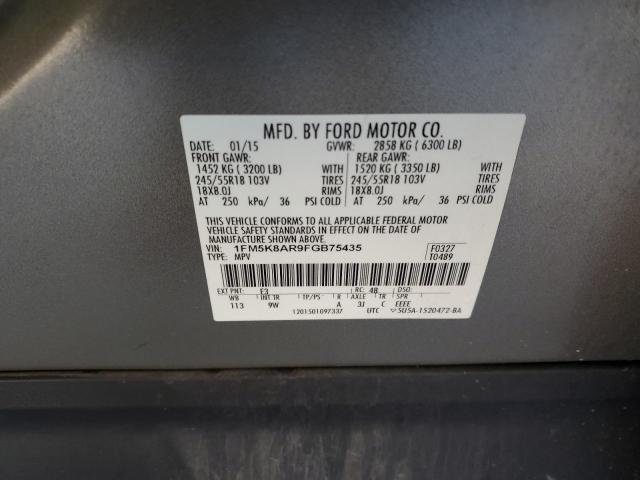 MFD. BY FORD MOTOR CO.
DATE: 01/15 GVWR: 2858 KG ( 6300 LB)
FRONT GAWR: REAR GAWR:
1452 KG ( 3200 LB) WITH 1520 KG ( 3350 LB) WITH
245/55R18 103V TIRES 245/55R18 103V TIRES
18X8.0J RIMS 18X8.0J RIMS
AT 250 kPa/ 36 PSI COLD AT 250 kPa/ 36 PSI COLD
THIS VEHICLE CONFORMS TO ALL APPLICABLE FEDERAL MOTOR
VEHICLE SAFETY STANDARDS IN EFFECT ON THE DATE OF
MANUFACTURE SHOWN ABOVE.
VIN: 1FM5K8AR9FGB75435 F0327
TYPE: MPV T0489
EXT PNT: E3 RC: 48 DSO:
WB INT TR TP/PS R AXLE TR SPR
113 9W A 3J C EEEE
1201501097337 UTC 5U5A-1520472-BA